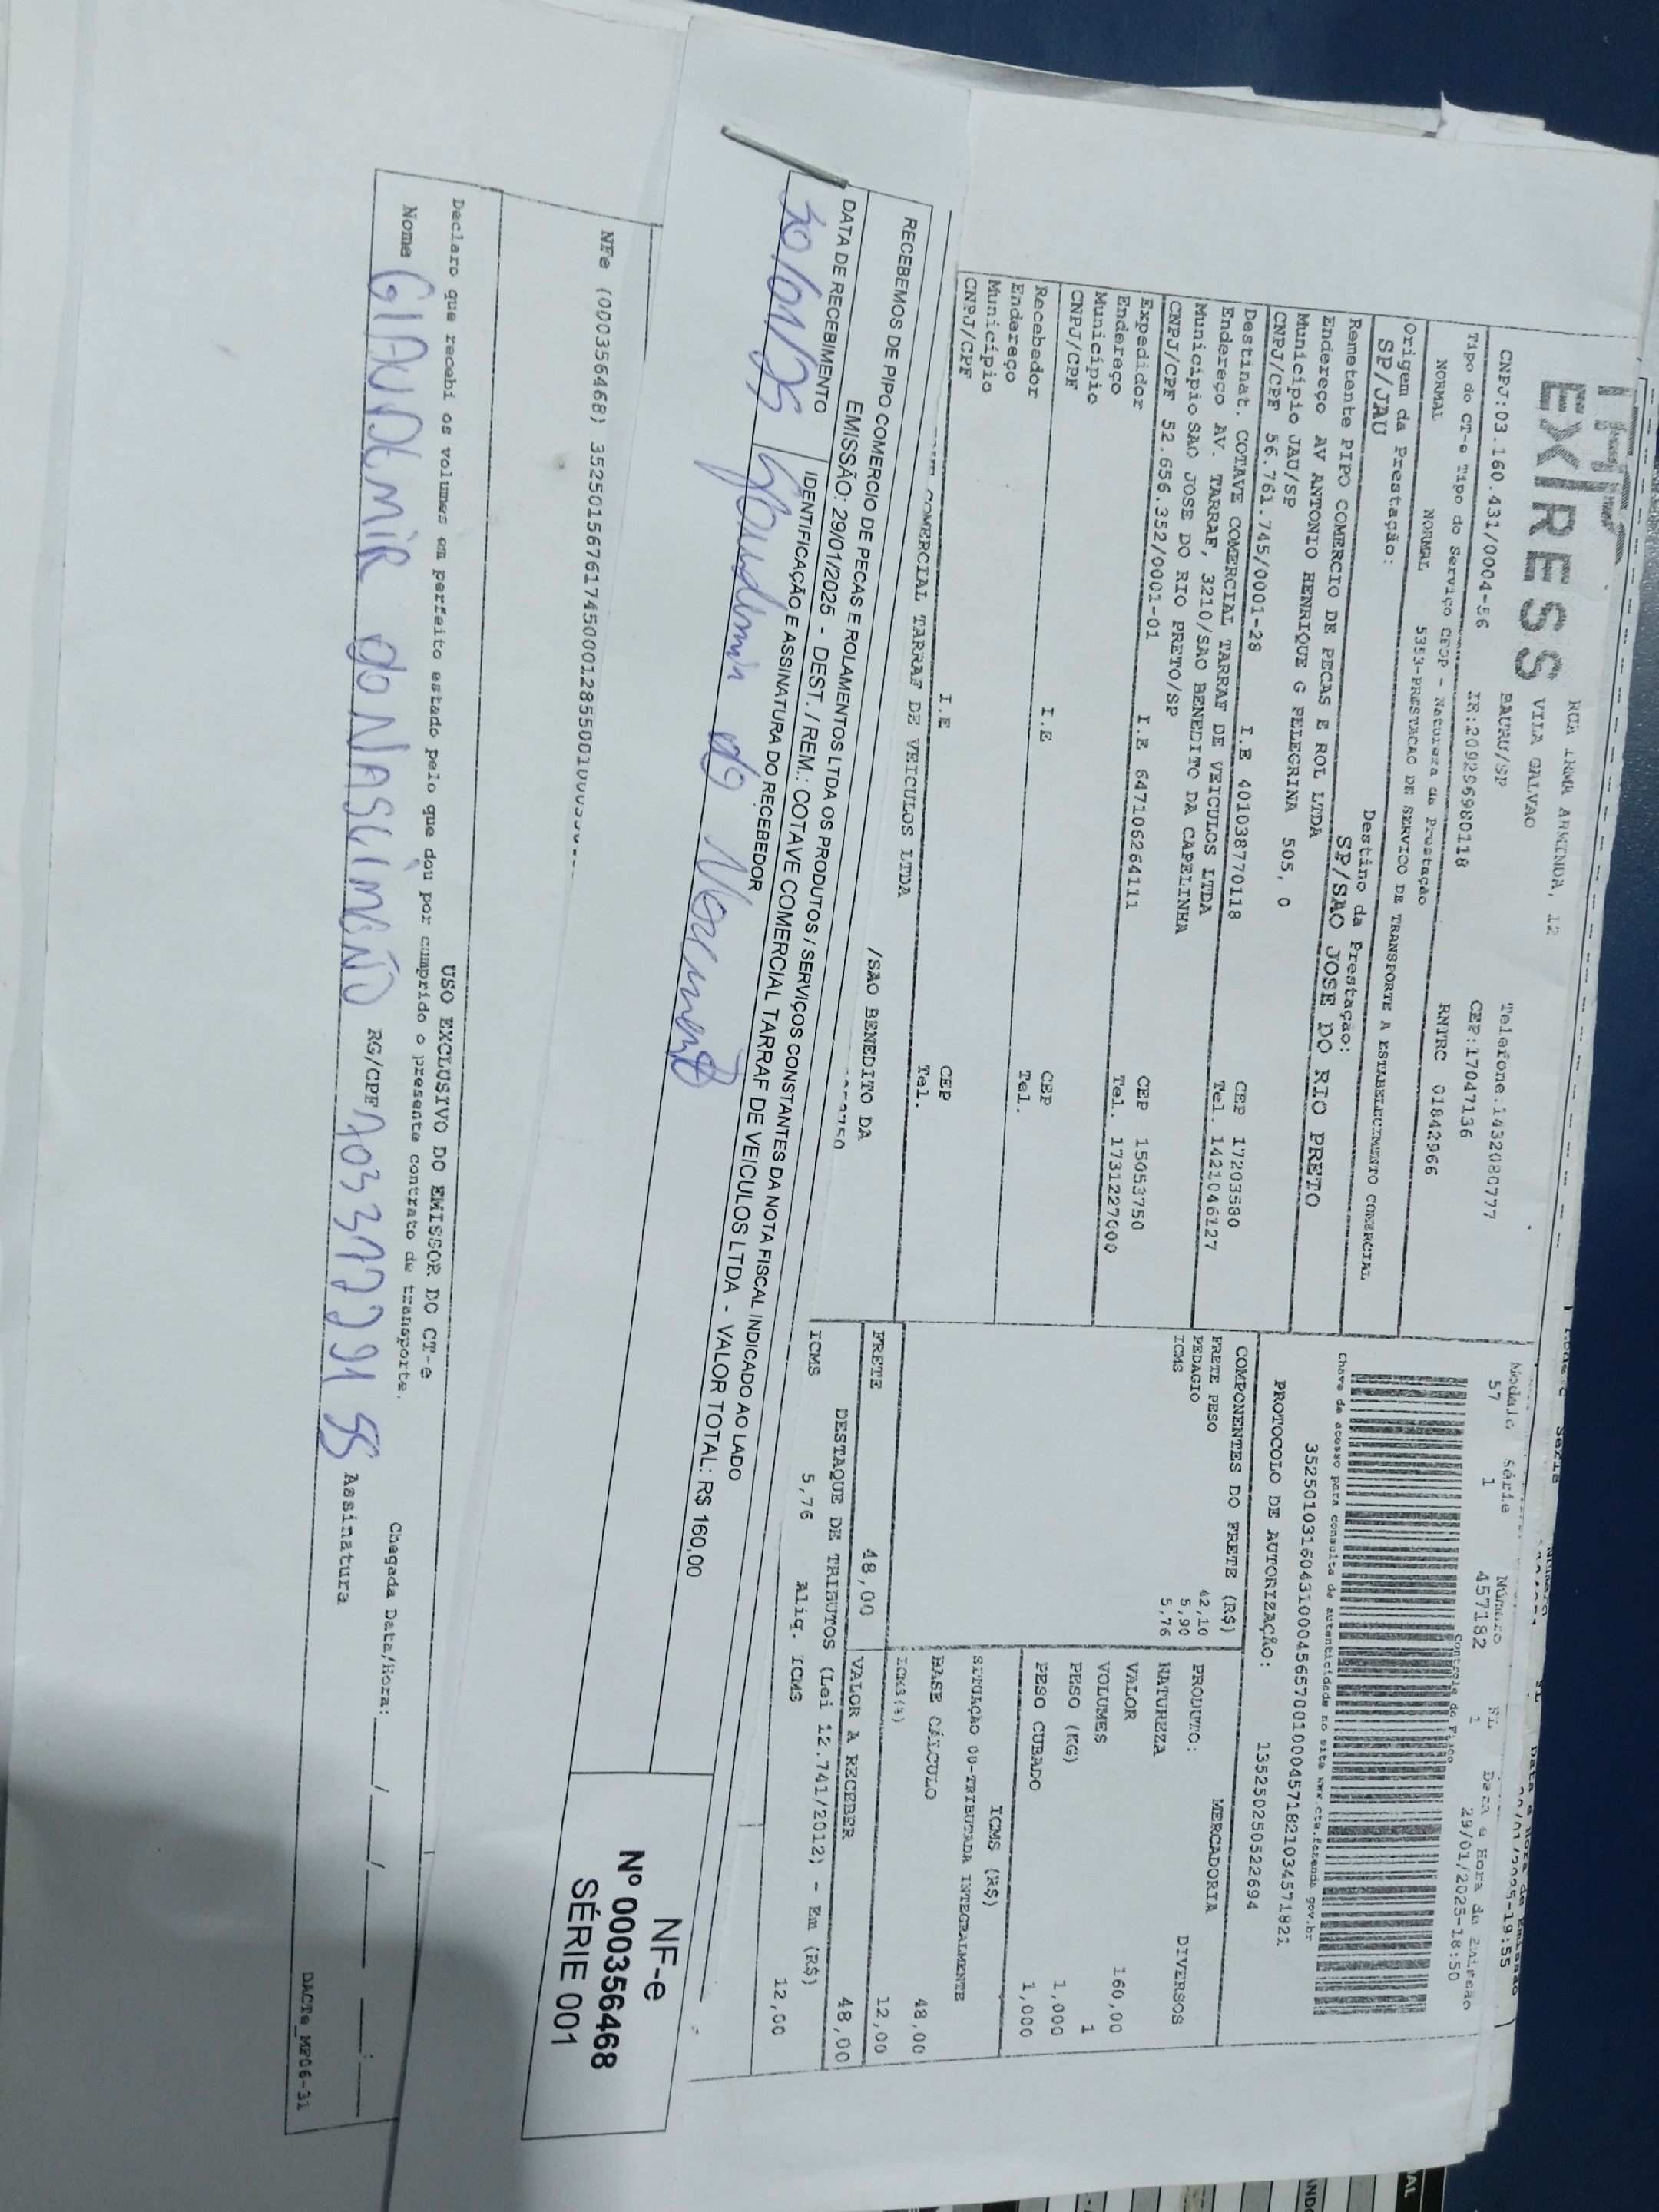 EXPRESS
RUA IRMA ARMINDA, 12
VILA GALVAO
CNPJ:03.160.431/0004-56 BAURU/SP Telefone:1432080777
IE:209296980118 CEP:17047136
Tipo do CT-e Tipo do Serviço CFOP - Natureza da Prestação RNTRC 01842966
NORMAL NORMAL 5353-PRESTACAO DE SERVICO DE TRANSPORTE A ESTABELECIMENTO COMERCIAL
Origem da Prestação: Destino da Prestação:
SP/JAU SP/SAO JOSE DO RIO PRETO
Remetente PIPO COMERCIO DE PECAS E ROL LTDA
Endereço AV ANTONIO HENRIQUE G PELEGRINA 505, 0
Município JAU/SP CEP 17203580
CNPJ/CPF 56.761.745/0001-28 I.E 401038770118 Tel. 1421046127
Destinat. COTAVE COMERCIAL TARRAF DE VEICULOS LTDA
Endereço AV. TARRAF, 3210/SAO BENEDITO DA CAPELINHA
Município SAO JOSE DO RIO PRETO/SP CEP 15053750
CNPJ/CPF 52.656.352/0001-01 I.E 647106264111 Tel. 1731227000
Expedidor
Endereço
Município CEP
CNPJ/CPF I.E Tel.
Recebedor
Endereço
Município CEP
CNPJ/CPF I.E Tel.
COMERCIAL TARRAF DE VEICULOS LTDA
/SAO BENEDITO DA
Modelo Série Número FL Data e Hora de Emissão
57 1 457182 1 29/01/2025-18:50
Controle do Fisco
Chave de acesso para consulta de autenticidade no site www.cte.fazenda.gov.br
35250103160431000456570010004571821034571821
PROTOCOLO DE AUTORIZAÇÃO: 135250250522694
COMPONENTES DO FRETE (R$)
FRETE PESO 42,10
PEDAGIO 5,90
ICMS 5,76
MERCADORIA
PRODUTO: DIVERSOS
NATUREZA
VALOR 160,00
VOLUMES 1
PESO (KG) 1,000
PESO CUBADO 1,000
ICMS (R$)
SITUAÇÃO 00-TRIBUTADA INTEGRALMENTE
BASE CÁLCULO 48,00
ICMS(%) 12,00
FRETE 48,00 VALOR A RECEBER 48,00
DESTAQUE DE TRIBUTOS (Lei 12.741/2012) - Em (R$)
ICMS 5,76 Aliq. ICMS 12,00
RECEBEMOS DE PIPO COMERCIO DE PECAS E ROLAMENTOS LTDA OS PRODUTOS / SERVIÇOS CONSTANTES DA NOTA FISCAL INDICADO AO LADO
EMISSÃO: 29/01/2025 - DEST. / REM.: COTAVE COMERCIAL TARRAF DE VEICULOS LTDA - VALOR TOTAL: R$ 160,00
DATA DE RECEBIMENTO IDENTIFICAÇÃO E ASSINATURA DO RECEBEDOR
30/01/25 Glaudemir do Nascimento
NF-e
Nº 000356468
SÉRIE 001
NFe (000356468)
USO EXCLUSIVO DO EMISSOR DO CT-e
Declaro que recebi os volumes em perfeito estado pelo que dou por cumprido o presente contrato de transporte.
Chegada Data/Hora:___/___/____ ___:___
Nome GLAUDEMIR do NASCIMENTO RG/CPF Assinatura
DACTe_MF06-31